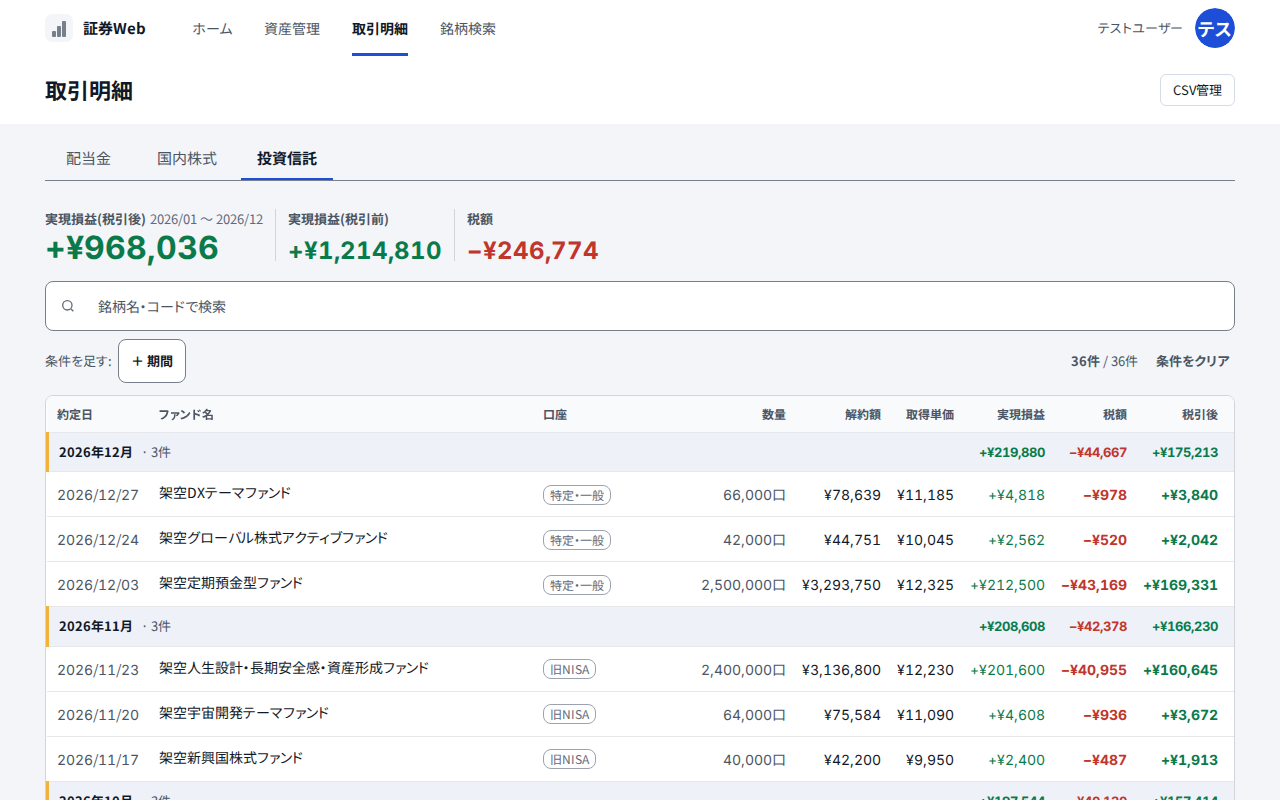 証券Web ホーム 資産管理 取引明細 銘柄検索 テストユーザー テス
取引明細 CSV管理
配当金 国内株式 投資信託
実現損益(税引後) 2026/01 〜 2026/12 実現損益(税引前) 税額
+¥968,036 +¥1,214,810 −¥246,774
銘柄名・コードで検索
条件を足す: + 期間 36件 / 36件 条件をクリア
約定日 ファンド名 口座 数量 解約額 取得単価 実現損益 税額 税引後
2026年12月 · 3件 +¥219,880 −¥44,667 +¥175,213
2026/12/27 架空DXテーマファンド 特定・一般 66,000口 ¥78,639 ¥11,185 +¥4,818 −¥978 +¥3,840
2026/12/24 架空グローバル株式アクティブファンド 特定・一般 42,000口 ¥44,751 ¥10,045 +¥2,562 −¥520 +¥2,042
2026/12/03 架空定期預金型ファンド 特定・一般 2,500,000口 ¥3,293,750 ¥12,325 +¥212,500 −¥43,169 +¥169,331
2026年11月 · 3件 +¥208,608 −¥42,378 +¥166,230
2026/11/23 架空人生設計・長期安全感・資産形成ファンド 旧NISA 2,400,000口 ¥3,136,800 ¥12,230 +¥201,600 −¥40,955 +¥160,645
2026/11/20 架空宇宙開発テーマファンド 旧NISA 64,000口 ¥75,584 ¥11,090 +¥4,608 −¥936 +¥3,672
2026/11/17 架空新興国株式ファンド 旧NISA 40,000口 ¥42,200 ¥9,950 +¥2,400 −¥487 +¥1,913
2026年10月 · 3件